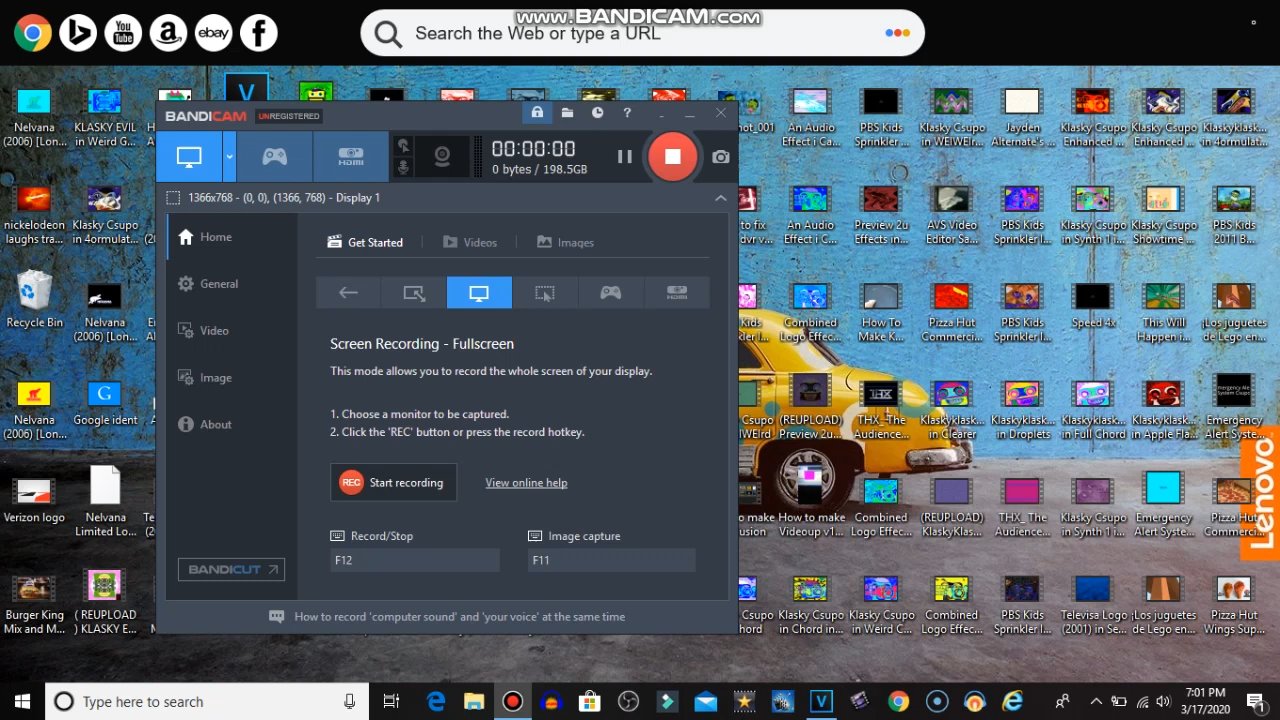 www.BANDICAM.com
Search the Web or type a URL
BANDICAM UNREGISTERED
00:00:00
0 bytes / 198.5GB
1366x768 - (0, 0), (1366, 768) - Display 1
Home
General
Video
Image
About
BANDICUT
Get Started
Videos
Images
Screen Recording - Fullscreen
This mode allows you to record the whole screen of your display.
1. Choose a monitor to be captured.
2. Click the 'REC' button or press the record hotkey.
REC Start recording
View online help
Record/Stop
Image capture
F12
F11
How to record 'computer sound' and 'your voice' at the same time
Nelvana
(2006) [Lon...
KLASKY EVIL
in Weird G...
An Audio
Effect i Ca...
PBS Kids
Sprinkler ...
Klasky Csupo
in WEIWEIr...
Jayden
Alternate's ...
Klasky Csupo
Enhanced ...
Klasky Csupo
Enhanced ...
Klaskyklask...
in 4ormulat...
nickelodeon
laughs tra...
Klasky Csupo
in 4ormulat...
An Audio
Effect i C...
Preview 2u
Effects in...
AVS Video
Editor Sa...
PBS Kids
Sprinkler I...
Klasky Csupo
in Synth 1 i...
Klasky Csupo
Showtime ...
PBS Kids
2011 B...
Recycle Bin
Nelvana
(2006) [Lon...
Combined
Logo Effec...
How To
Make K...
Pizza Hut
Commerci...
PBS Kids
Sprinkler I...
Speed 4x
This Will
Happen i...
¡Los juguetes
de Lego en...
Nelvana
(2006) [Lon...
Google ident
(REUPLOAD)
Preview 2u...
THX_The
Audience...
Klaskyklask...
in Clearer
Klaskyklask...
in Droplets
Klaskyklask...
in Full Chord
Klaskyklask...
in Apple Fla...
Emergency
Alert Syste...
Verizon logo
Nelvana
Limited Lo...
How to make
Videoup v1...
Combined
Logo Effec...
(REUPLOAD)
KlaskyKlas...
THX_ The
Audience...
Klasky Csupo
in Synth 1 i...
Emergency
Alert Syste...
Pizza Hut
Commerci...
Burger King
Mix and M...
( REUPLOAD
) KLASKY E...
Klasky Csupo
in Chord in...
Klasky Csupo
in Weird C...
Combined
Logo Effec...
PBS Kids
Sprinkler I...
Televisa Logo
(2001) in Se...
¡Los juguetes
de Lego en...
Pizza Hut
Wings Sup...
Lenovo
Type here to search
7:01 PM
3/17/2020